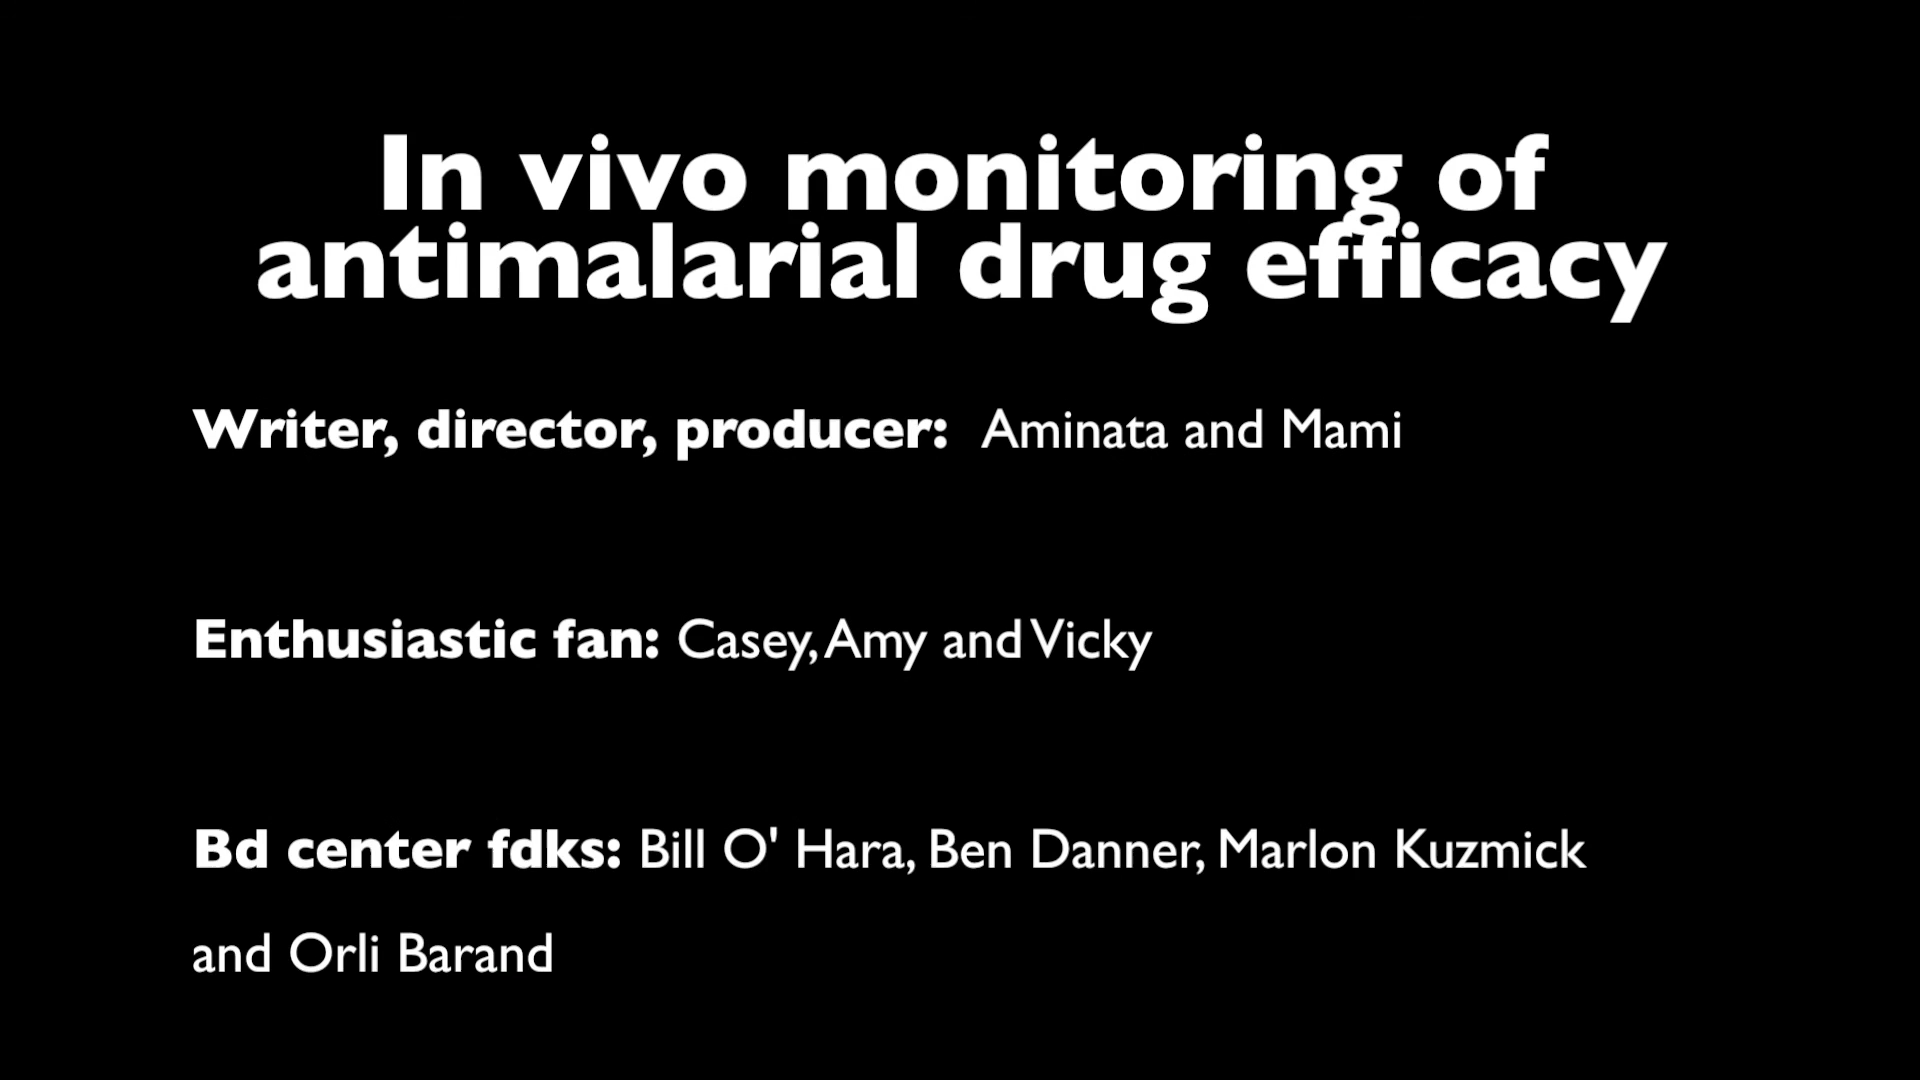 In vivo monitoring of
antimalarial drug efficacy
Writer, director, producer: Aminata and Mami
Enthusiastic fan: Casey, Amy and Vicky
Bd center fdks: Bill O' Hara, Ben Danner, Marlon Kuzmick
and Orli Barand